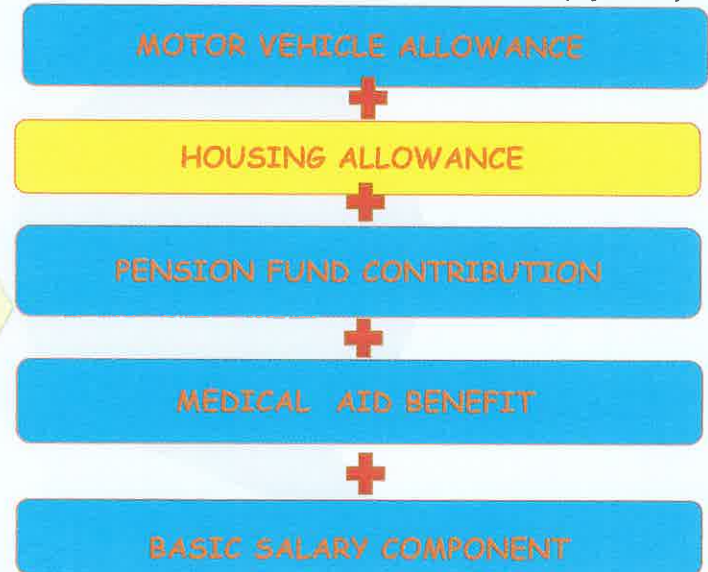 MOTOR VEHICLE ALLOWANCE
HOUSING ALLOWANCE
PENSION FUND CONTRIBUTION
MEDICAL AID BENEFIT
BASIC SALARY COMPONENT